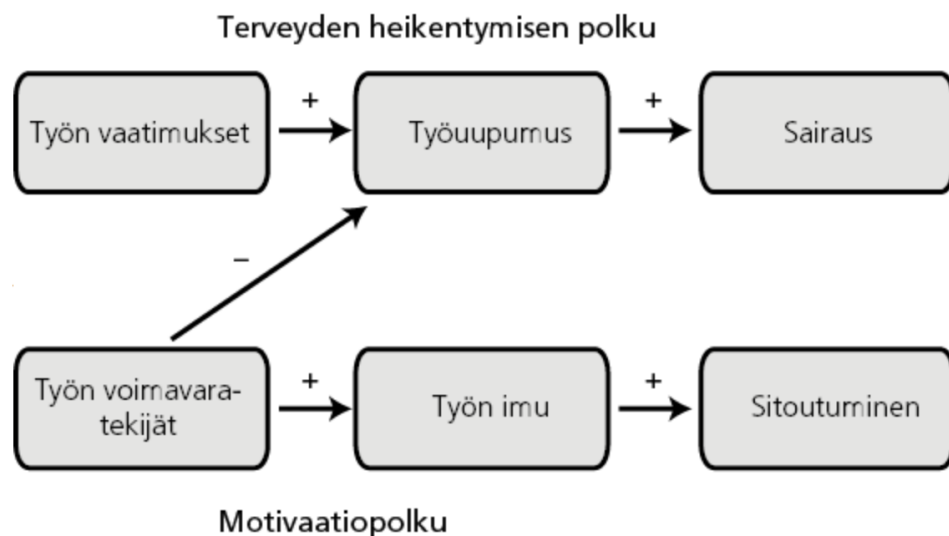 Terveyden heikentymisen polku
+
+
Työn vaatimukset
Työuupumus
Sairaus
–
Työn voimavara-
tekijät
+
Työn imu
+
Sitoutuminen
Motivaatiopolku